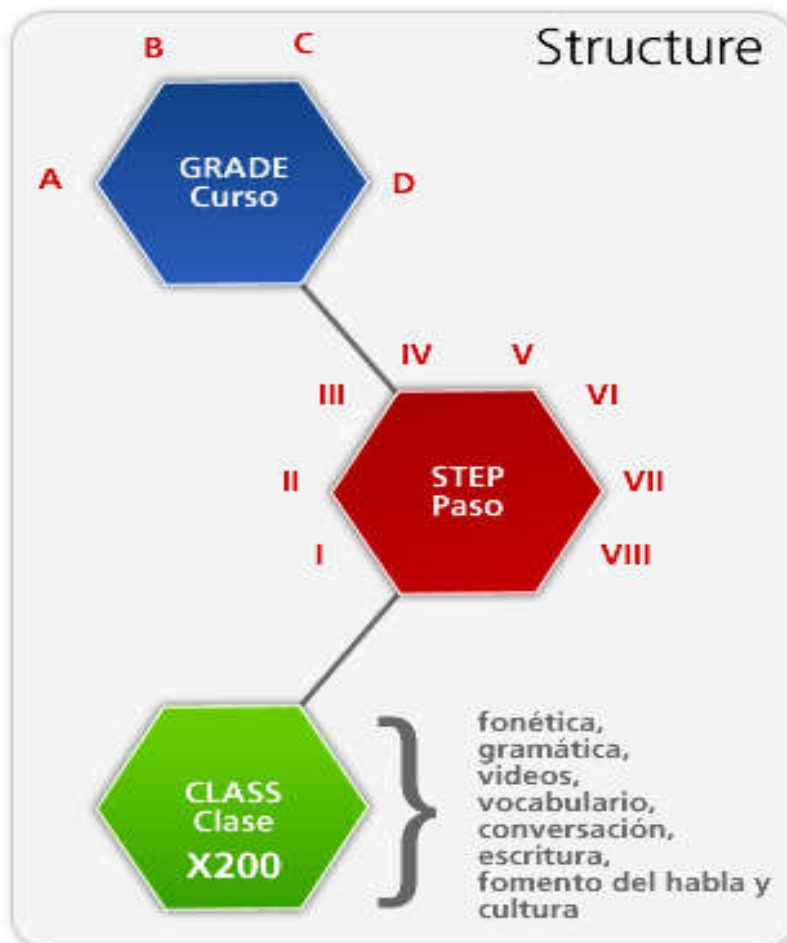 Structure
B
C
A
GRADE
Curso
D
IV
V
III
VI
II
STEP
Paso
VII
I
VIII
CLASS
Clase
X200
fonética,
gramática,
videos,
vocabulario,
conversación,
escritura,
fomento del habla y
cultura